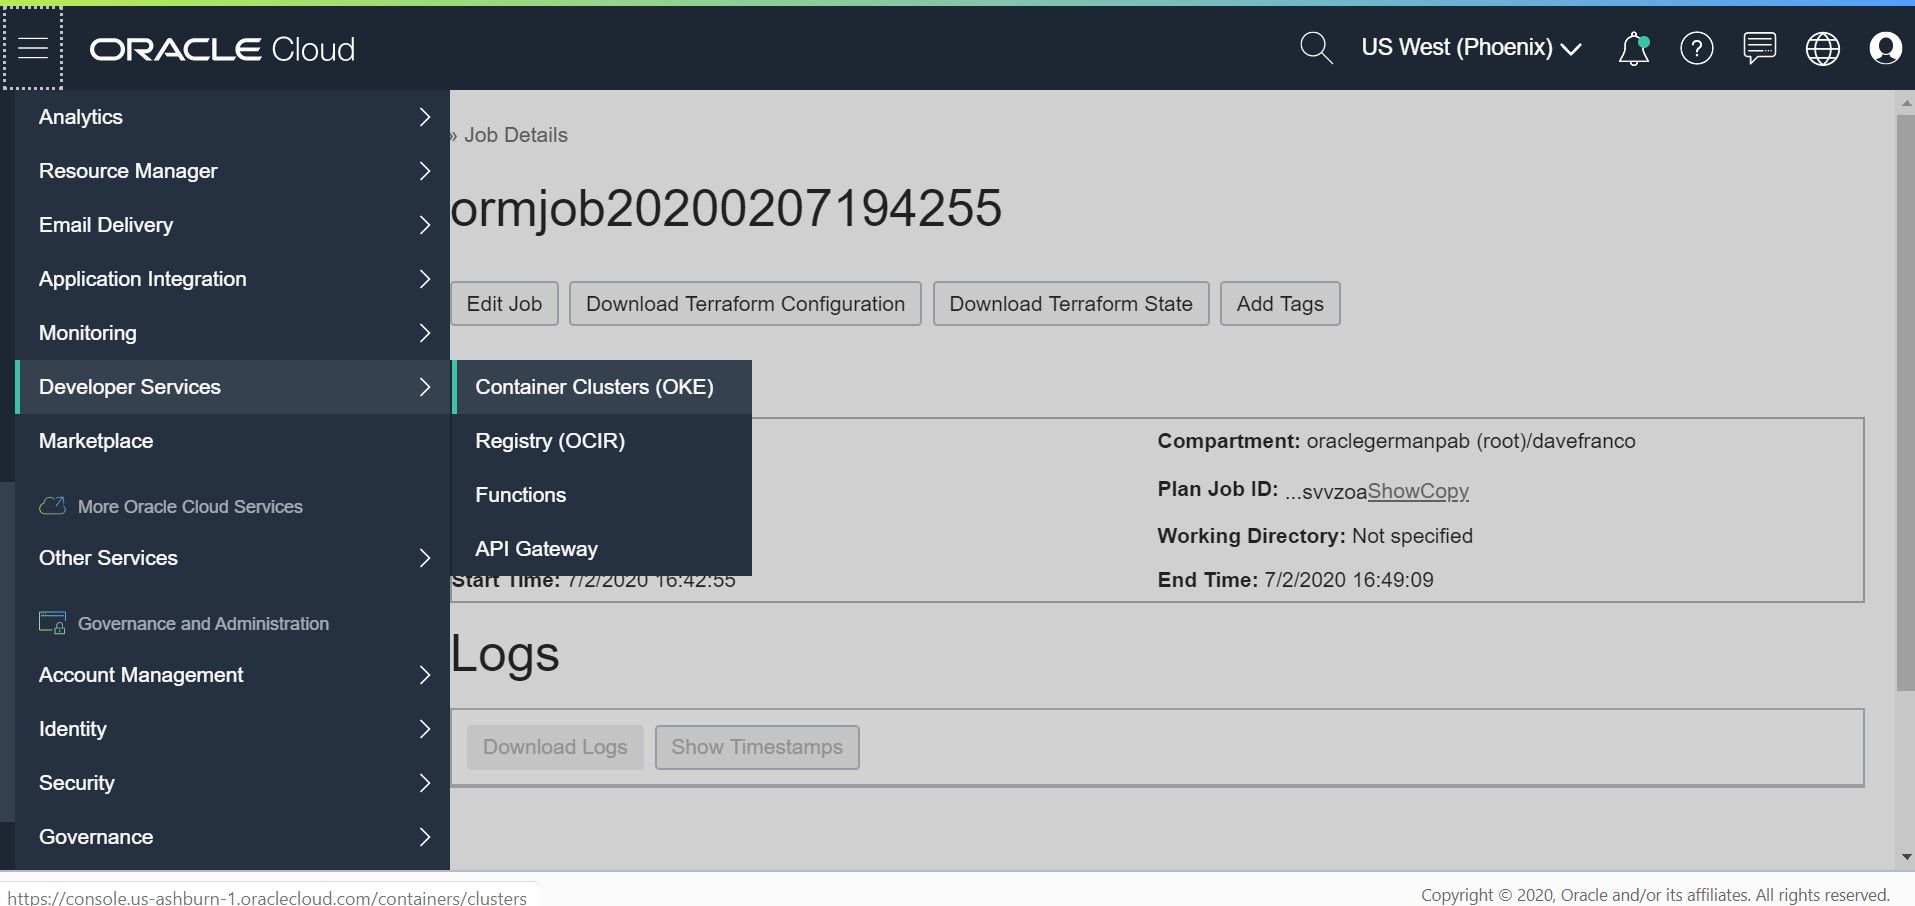 ORACLE Cloud
US West (Phoenix)
Analytics
Resource Manager
Email Delivery
Application Integration
Monitoring
Developer Services
Marketplace
More Oracle Cloud Services
Other Services
Governance and Administration
Account Management
Identity
Security
Governance
Container Clusters (OKE)
Registry (OCIR)
Functions
API Gateway
» Job Details
ormjob20200207194255
Edit Job Download Terraform Configuration Download Terraform State Add Tags
Compartment: oraclegermanpab (root)/davefranco
Plan Job ID: ...svvzoaShowCopy
Working Directory: Not specified
Start Time: 7/2/2020 16:42:55 End Time: 7/2/2020 16:49:09
Logs
Download Logs Show Timestamps
https://console.us-ashburn-1.oraclecloud.com/containers/clusters
Copyright © 2020, Oracle and/or its affiliates. All rights reserved.